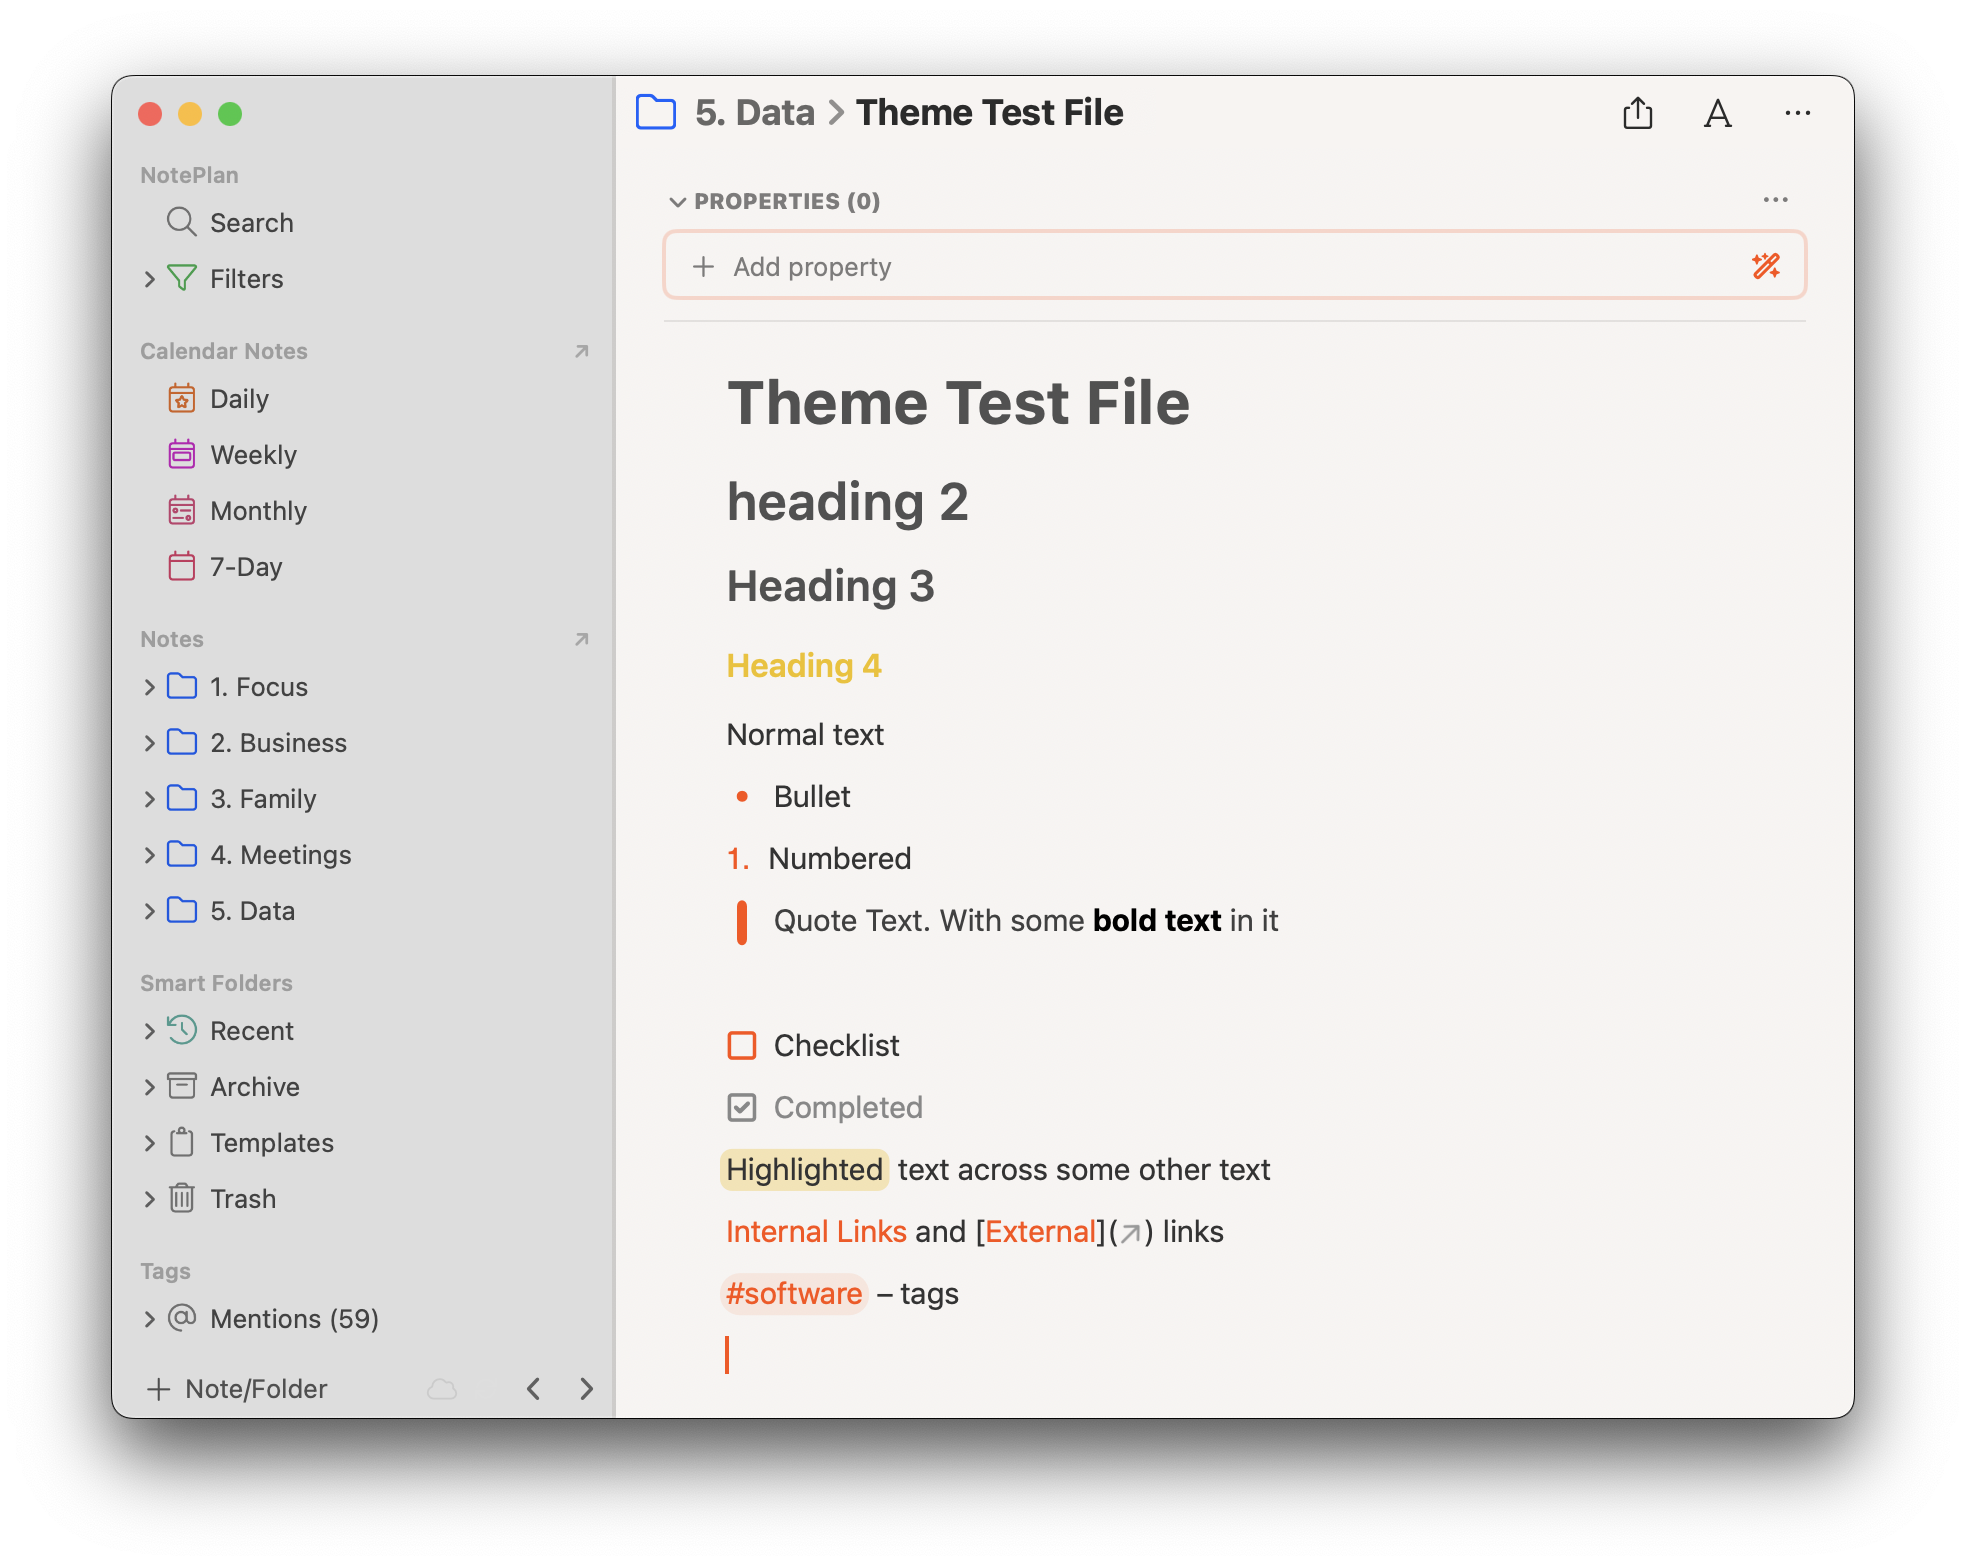 NotePlan
Search
Filters
Calendar Notes
Daily
Weekly
Monthly
7-Day
Notes
1. Focus
2. Business
3. Family
4. Meetings
5. Data
Smart Folders
Recent
Archive
Templates
Trash
Tags
Mentions (59)
Note/Folder
5. Data > Theme Test File
PROPERTIES (0)
Add property
Theme Test File
heading 2
Heading 3
Heading 4
Normal text
• Bullet
1. Numbered
Quote Text. With some bold text in it
Checklist
Completed
Highlighted text across some other text
Internal Links and [External](↗) links
#software – tags